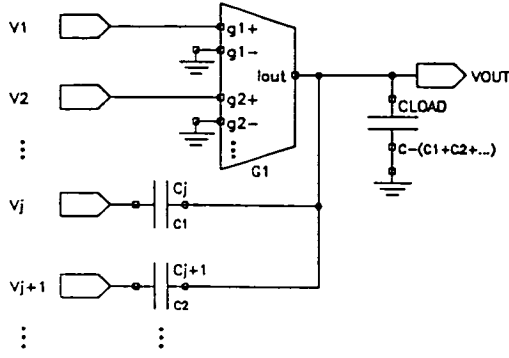 V1
g1+
g1-
Iout
VOUT
V2
g2+
g2-
CLOAD
C-(C1+C2+...)
G1
Vj
Cj
C1
Vj+1
Cj+1
C2